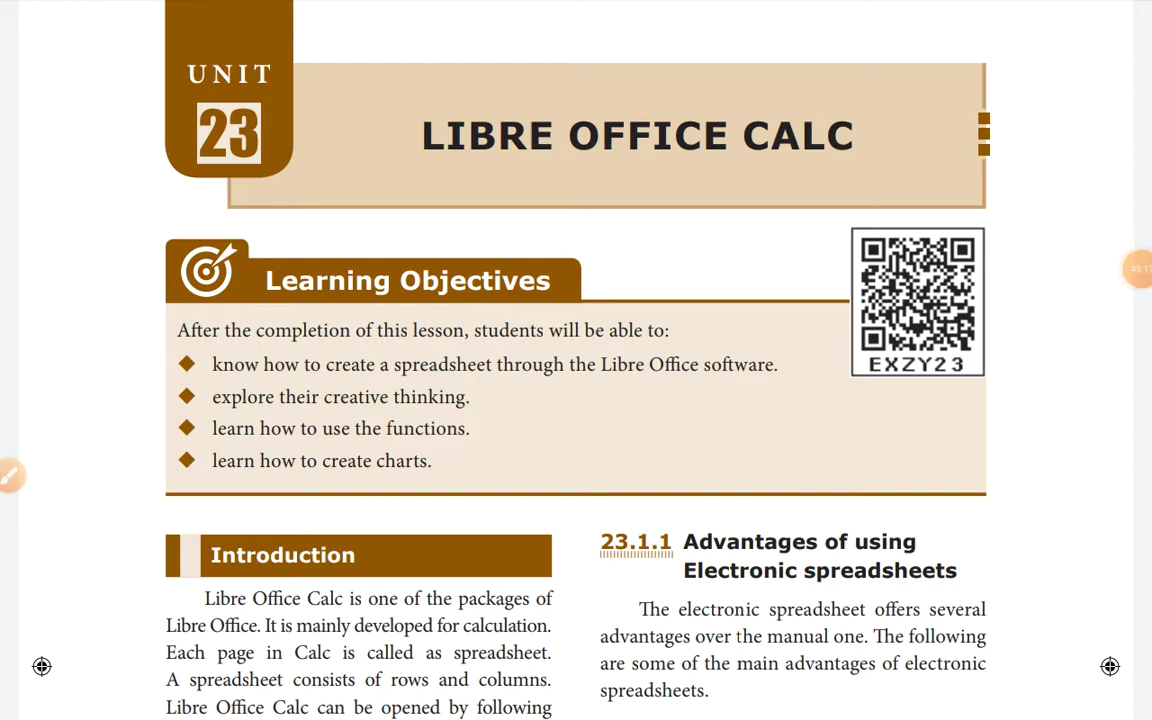 UNIT
23
LIBRE OFFICE CALC
EXZY23
Learning Objectives
After the completion of this lesson, students will be able to:
know how to create a spreadsheet through the Libre Office software.
explore their creative thinking.
learn how to use the functions.
learn how to create charts.
Introduction
Libre Office Calc is one of the packages of
Libre Office. It is mainly developed for calculation.
Each page in Calc is called as spreadsheet.
A spreadsheet consists of rows and columns.
Libre Office Calc can be opened by following
23.1.1 Advantages of using
Electronic spreadsheets
The electronic spreadsheet offers several
advantages over the manual one. The following
are some of the main advantages of electronic
spreadsheets.